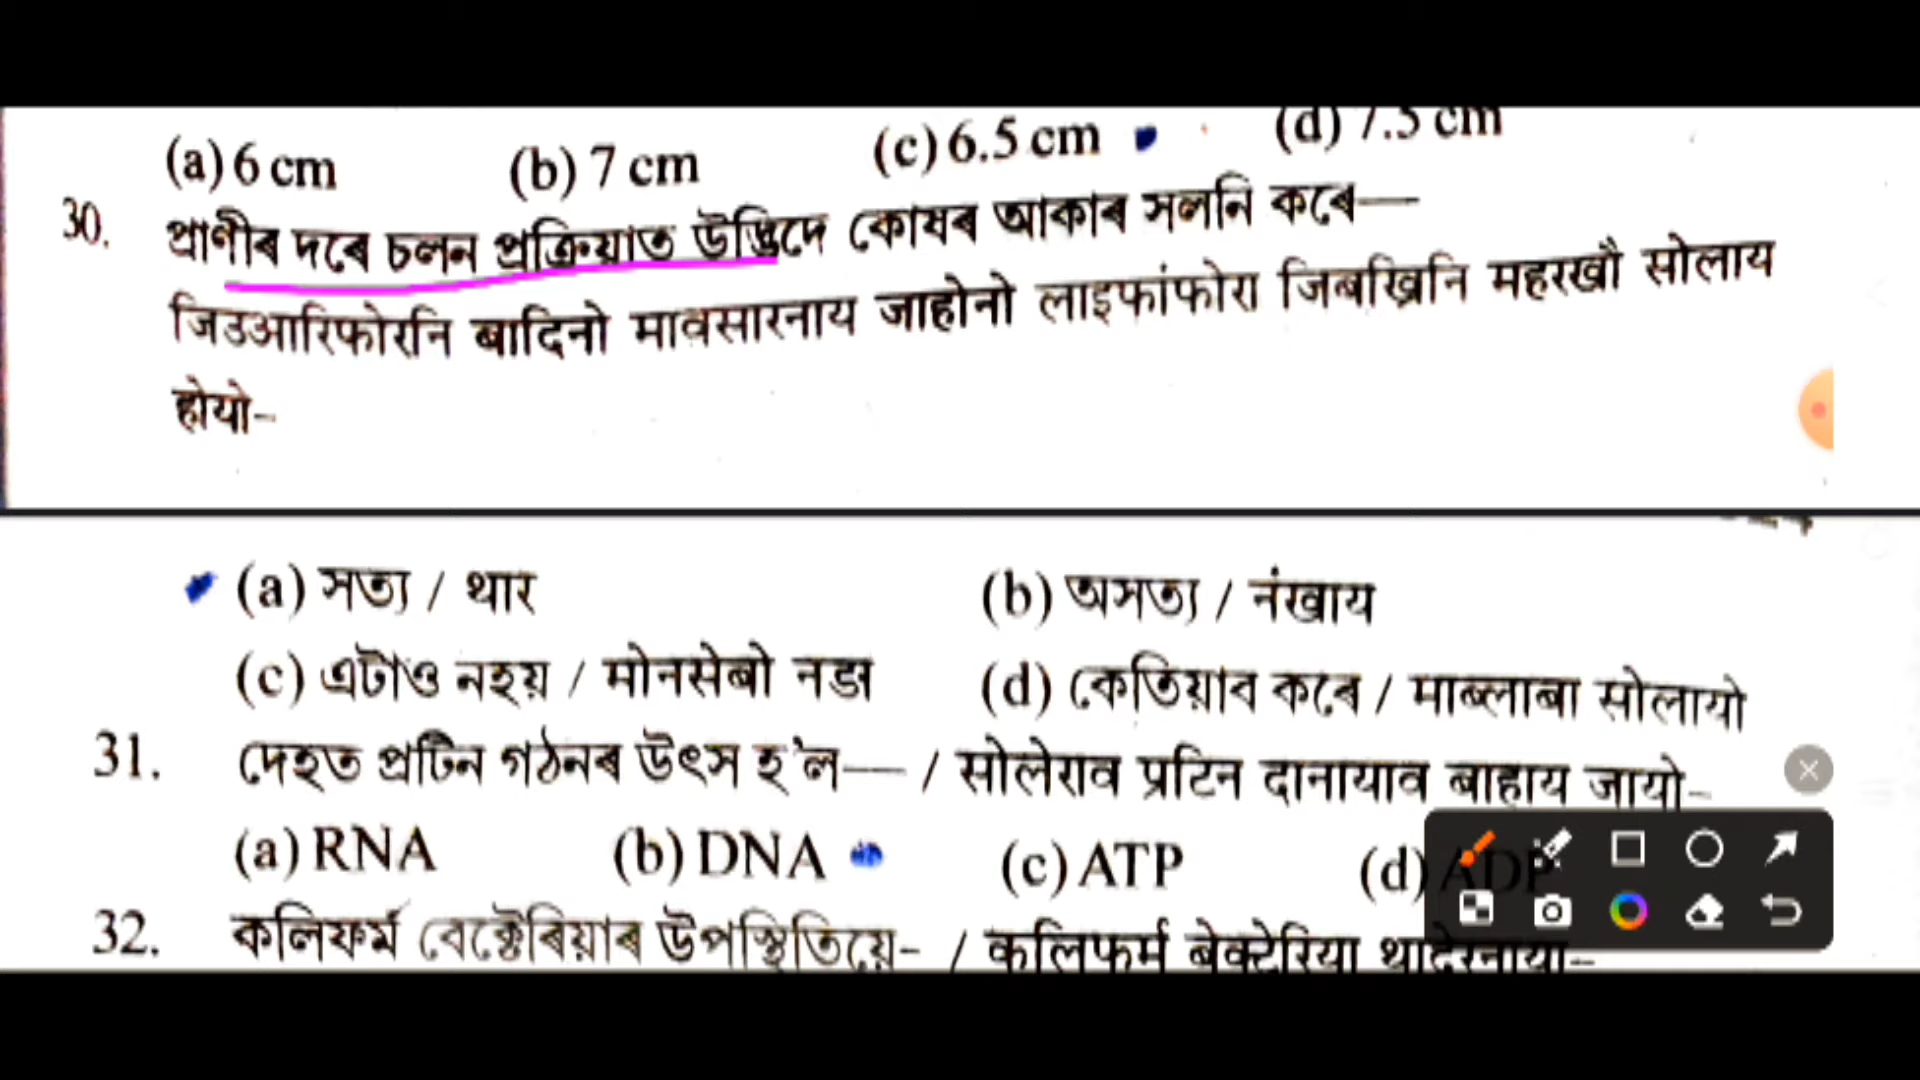 (a) 6 cm (b) 7 cm (c) 6.5 cm (d) 7.5 cm
30. প্ৰাণীৰ দৰে চলন প্ৰক্ৰিয়াত উদ্ভিদে কোষৰ আকাৰ সলনি কৰে—
जिउआरिफोरनि बादिनो मावसारनाय जाहोनो लाइफांफोरा जिबख्रिनि महरखौ सोलाय
होयो-
(a) সত্য / थार (b) অসত্য / नंखाय
(c) এটাও নহয় / मोनसेबो नङा (d) কেতিয়াব কৰে / माब्लाबा सोलायो
31. দেহত প্ৰটিন গঠনৰ উৎস হ'ল— / सोलेराव प्रटिन दानायाव बाहाय जायो-
(a) RNA (b) DNA (c) ATP (d) ADP
32. কলিফৰ্ম বেক্টেৰিয়াৰ উপস্থিতিয়ে- / कलिफर्म बेक्टेरिया थादेरनाया-